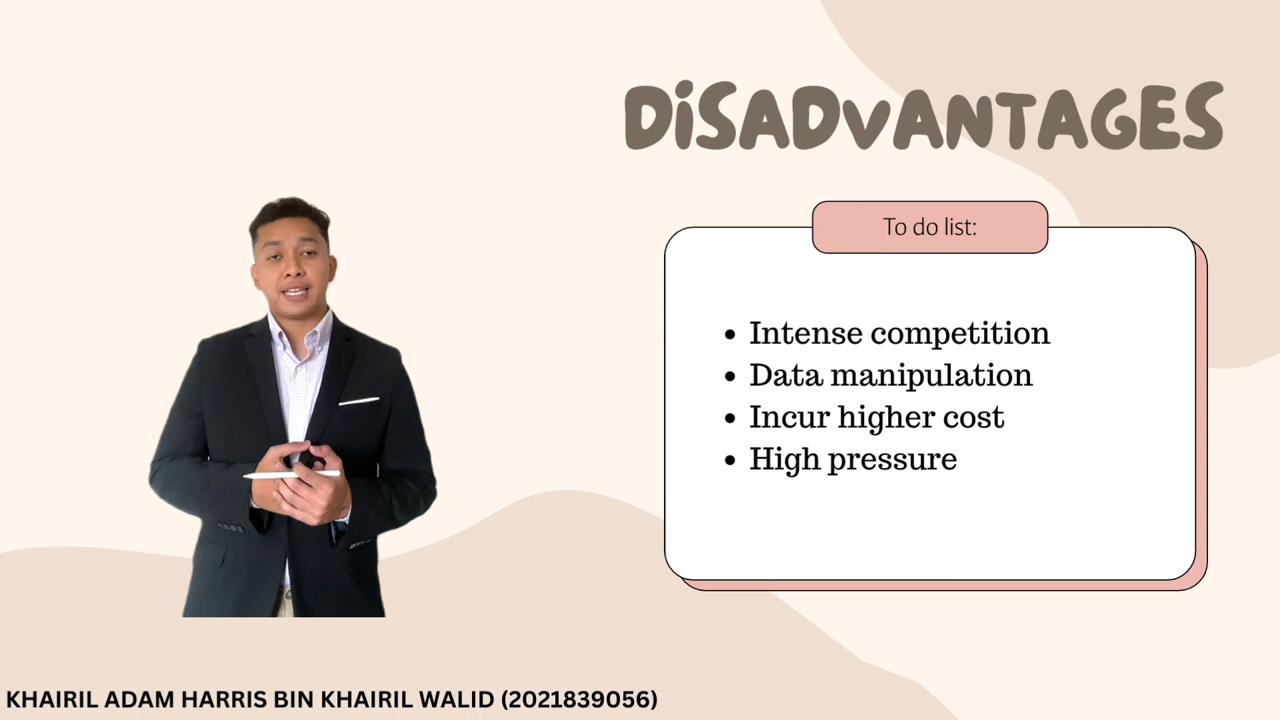 DiSADVANTAGES
To do list:
• Intense competition
• Data manipulation
• Incur higher cost
• High pressure
KHAIRIL ADAM HARRIS BIN KHAIRIL WALID (2021839056)